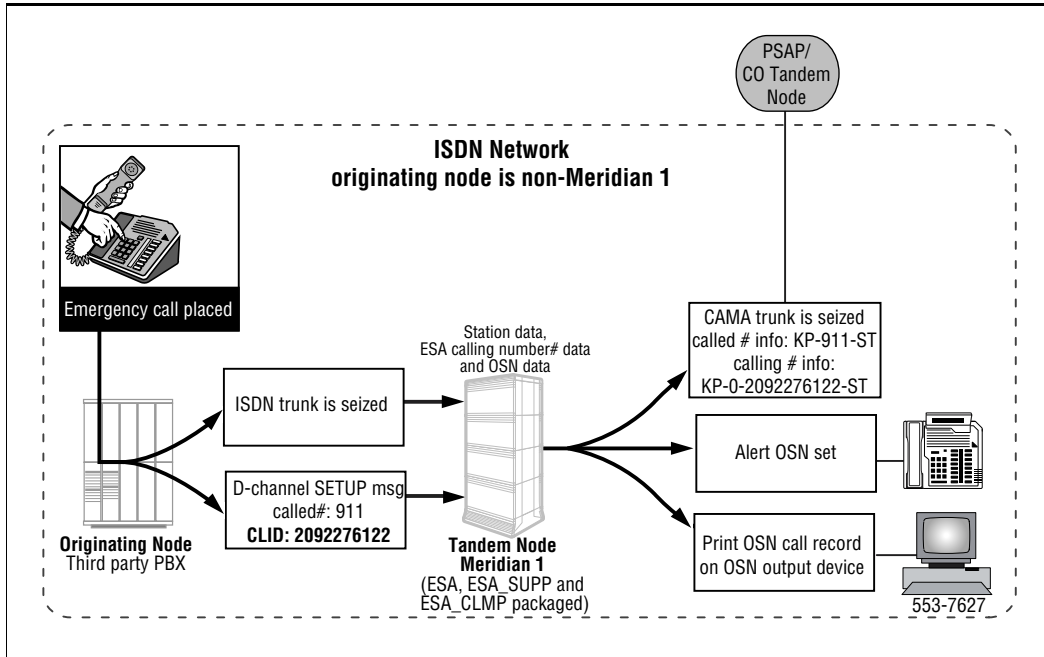 PSAP/
CO Tandem
Node
ISDN Network
originating node is non-Meridian 1
Emergency call placed
Station data,
ESA calling number# data
and OSN data
CAMA trunk is seized
called # info: KP-911-ST
calling # info:
KP-0-2092276122-ST
ISDN trunk is seized
Alert OSN set
D-channel SETUP msg
called#: 911
CLID: 2092276122
Originating Node
Third party PBX
Tandem Node
Meridian 1
(ESA, ESA_SUPP and
ESA_CLMP packaged)
Print OSN call record
on OSN output device
553-7627